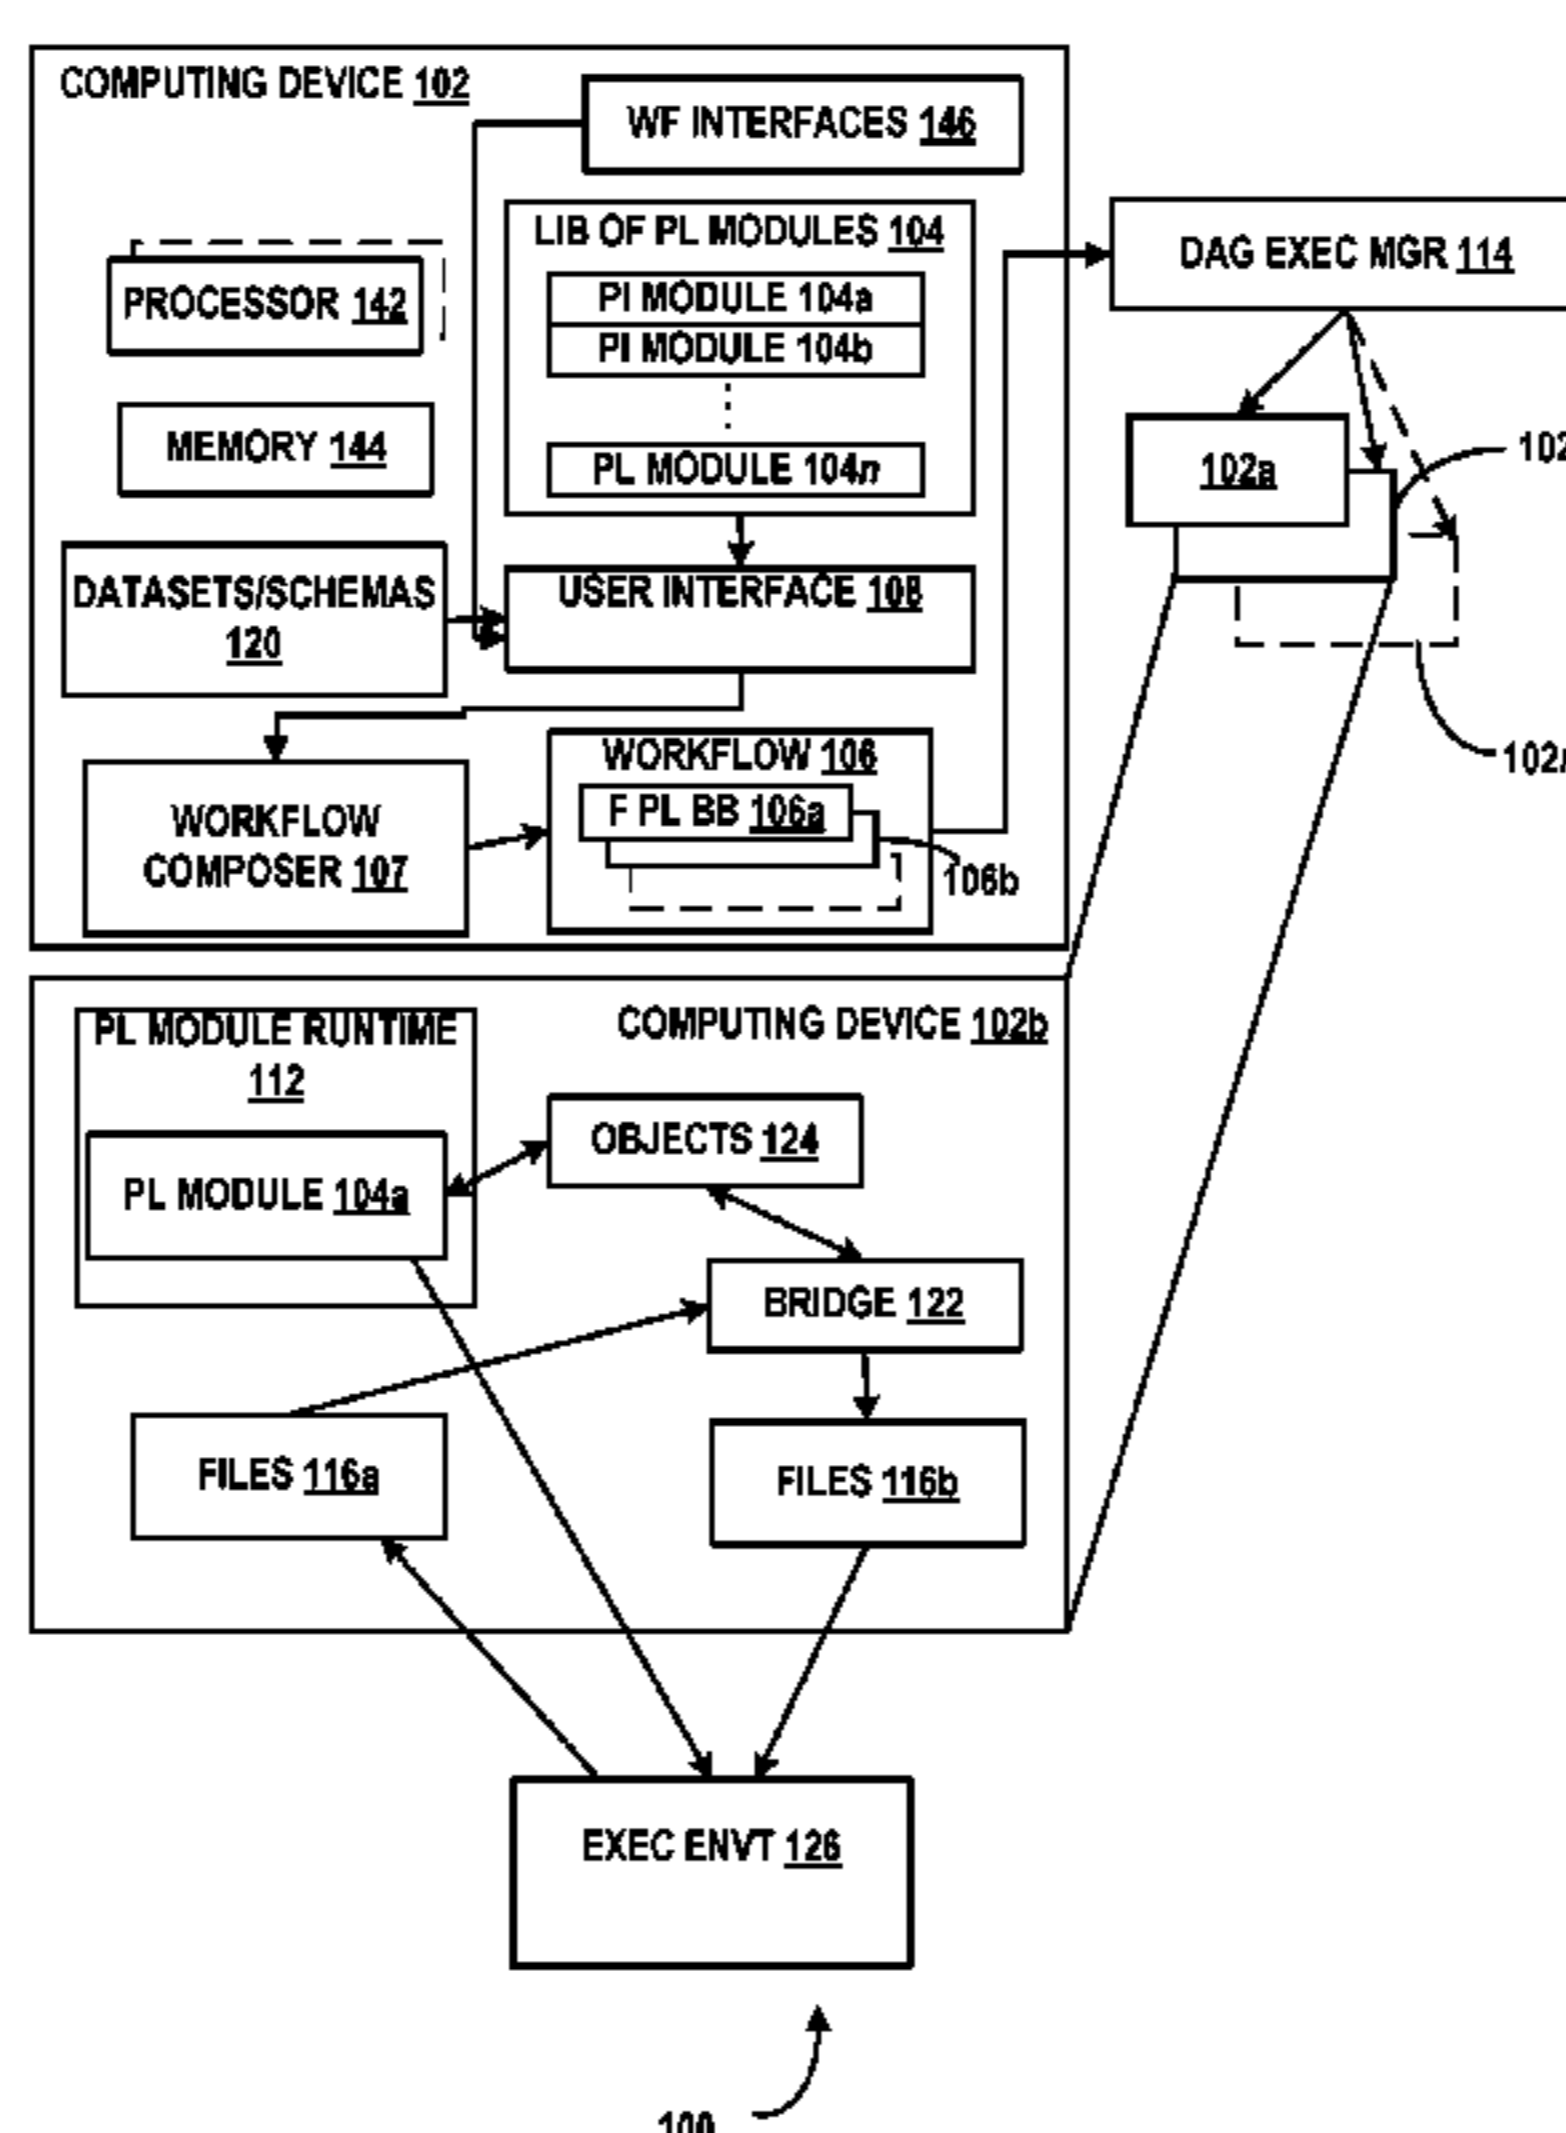 COMPUTING DEVICE 102
WF INTERFACES 146
LIB OF PL MODULES 104
PI MODULE 104a
PI MODULE 104b
PL MODULE 104n
PROCESSOR 142
MEMORY 144
DATASETS/SCHEMAS
120
USER INTERFACE 108
WORKFLOW
COMPOSER 107
WORKFLOW 106
F PL BB 106a
106b
DAG EXEC MGR 114
102a
102
102
COMPUTING DEVICE 102b
PL MODULE RUNTIME
112
PL MODULE 104a
OBJECTS 124
BRIDGE 122
FILES 116a
FILES 116b
EXEC ENVT 126
100